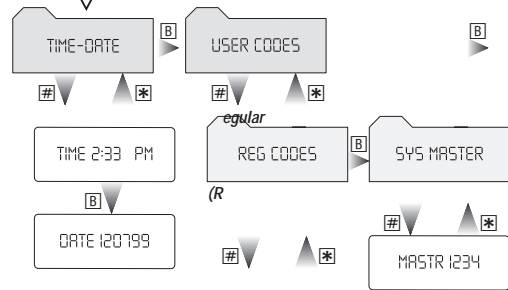 TIME-DATE
B
USER CODES
B
#
*
#
*
egular
TIME 2:33 PM
REG CODES
B
SYS MASTER
(R
B
DATE 120799
#
*
#
*
MASTR 1234